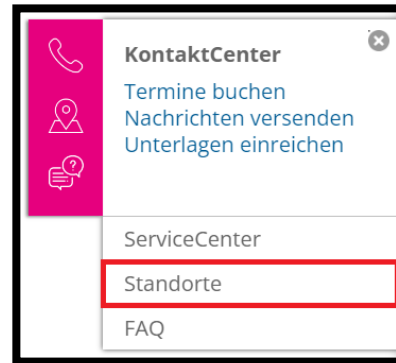 KontaktCenter
Termine buchen
Nachrichten versenden
Unterlagen einreichen
ServiceCenter
Standorte
FAQ